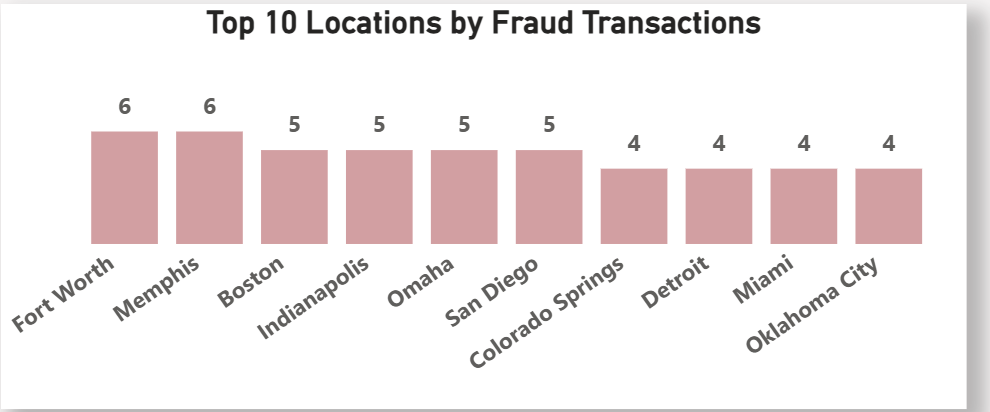 Top 10 Locations by Fraud Transactions
6 6 5 5 5 5 4 4 4 4
Fort Worth
Memphis
Boston
Indianapolis
Omaha
San Diego
Colorado Springs
Detroit
Miami
Oklahoma City